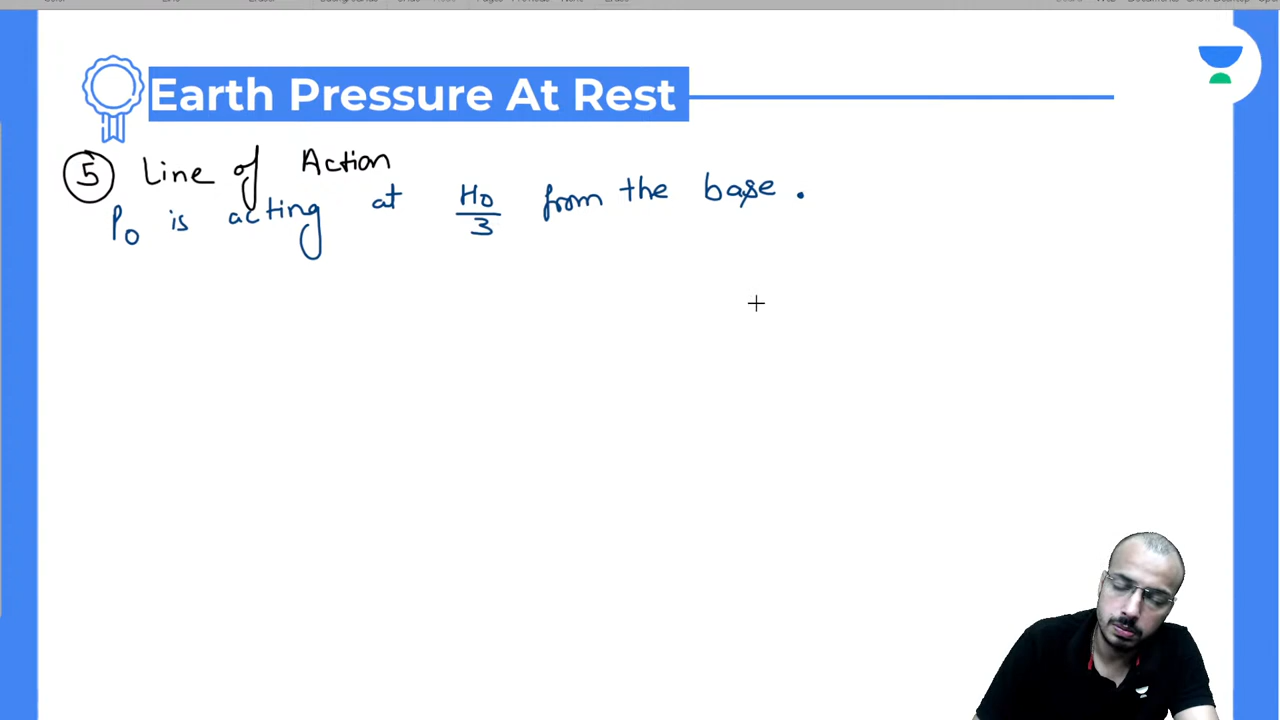 Earth Pressure At Rest
5 Line of Action
P0 is acting at H0/3 from the base.